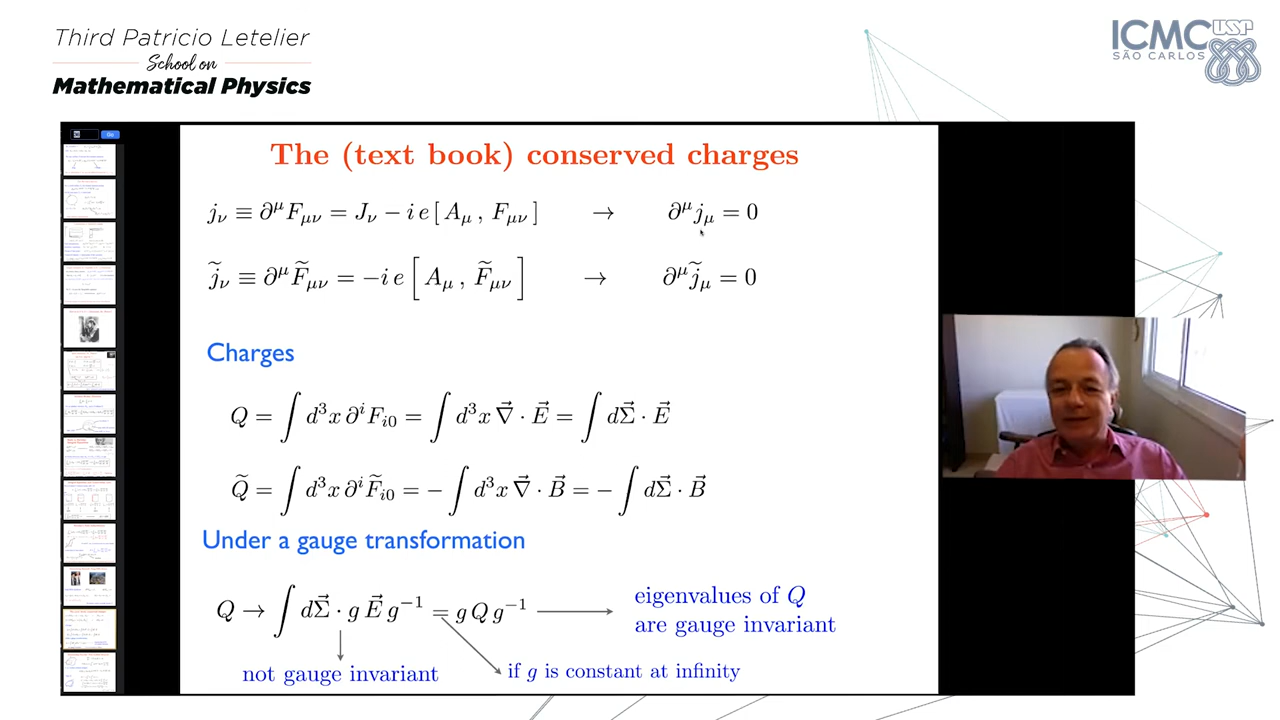 Third Patricio Letelier
School on
Mathematical Physics
ICMC USP
SÃO CARLOS
Go
The (text book) conserved charges
j_ν ≡ ∂^μ F_μν = J_ν − i e [ A_μ , F_μν ] → ∂^μ j_μ = 0
j̃_ν ≡ ∂^μ F̃_μν = −i e [ A_μ , F̃_μν ] → ∂^μ j̃_μ = 0
Charges
Q = ∫ d³x ∂^i F_i0 = ∫ d³x ∇⃗ · E⃗ = ∫ dΣ⃗ · E⃗
Q̃ = ∫ d³x ∂^i F̃_i0 = − ∫ d³x ∇⃗ · B⃗ = − ∫ dΣ⃗ · B⃗
Under a gauge transformation
Q → ∫ dΣ⃗ · g E⃗ g⁻¹ = g Q g⁻¹
eigenvalues of Q
are gauge invariant
not gauge invariant
if g is constant at infinity